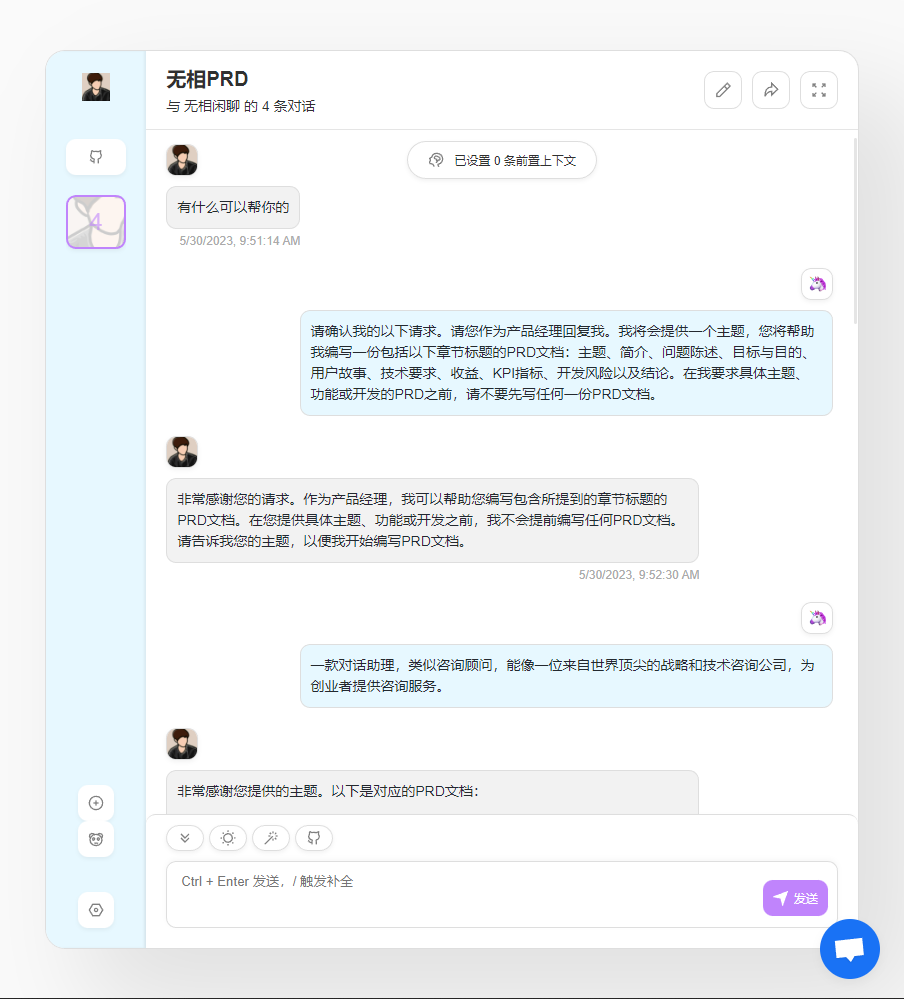 无相PRD
与 无相闲聊 的 4 条对话
4
已设置 0 条前置上下文
有什么可以帮你的
5/30/2023, 9:51:14 AM
请确认我的以下请求。请您作为产品经理回复我。我将会提供一个主题，您将帮助
我编写一份包括以下章节标题的PRD文档：主题、简介、问题陈述、目标与目的、
用户故事、技术要求、收益、KPI指标、开发风险以及结论。在我要求具体主题、
功能或开发的PRD之前，请不要先写任何一份PRD文档。
非常感谢您的请求。作为产品经理，我可以帮助您编写包含所提到的章节标题的
PRD文档。在您提供具体主题、功能或开发之前，我不会提前编写任何PRD文档。
请告诉我您的主题，以便我开始编写PRD文档。
5/30/2023, 9:52:30 AM
一款对话助理，类似咨询顾问，能像一位来自世界顶尖的战略和技术咨询公司，为
创业者提供咨询服务。
非常感谢您提供的主题。以下是对应的PRD文档：
Ctrl + Enter 发送，/ 触发补全
发送